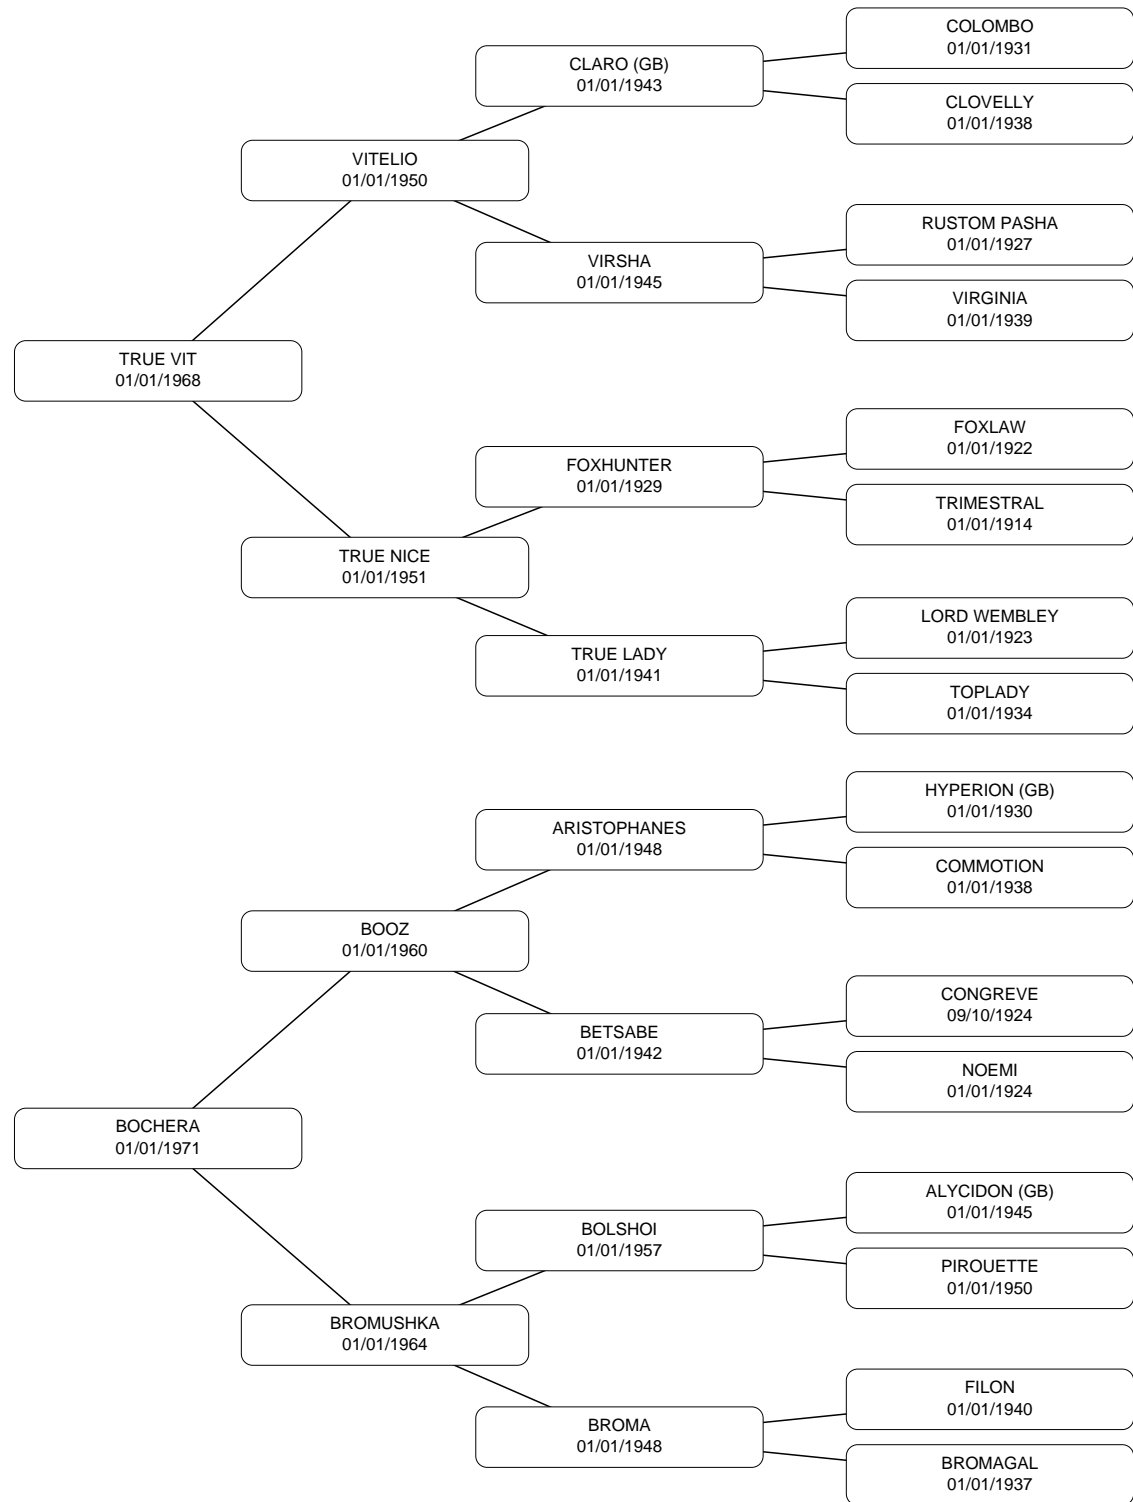 COLOMBO
01/01/1931
CLARO (GB)
01/01/1943
CLOVELLY
01/01/1938
VITELIO
01/01/1950
RUSTOM PASHA
01/01/1927
VIRSHA
01/01/1945
VIRGINIA
01/01/1939
TRUE VIT
01/01/1968
FOXLAW
01/01/1922
FOXHUNTER
01/01/1929
TRIMESTRAL
01/01/1914
TRUE NICE
01/01/1951
LORD WEMBLEY
01/01/1923
TRUE LADY
01/01/1941
TOPLADY
01/01/1934
HYPERION (GB)
01/01/1930
ARISTOPHANES
01/01/1948
COMMOTION
01/01/1938
BOOZ
01/01/1960
CONGREVE
09/10/1924
BETSABE
01/01/1942
NOEMI
01/01/1924
BOCHERA
01/01/1971
ALYCIDON (GB)
01/01/1945
BOLSHOI
01/01/1957
PIROUETTE
01/01/1950
BROMUSHKA
01/01/1964
FILON
01/01/1940
BROMA
01/01/1948
BROMAGAL
01/01/1937